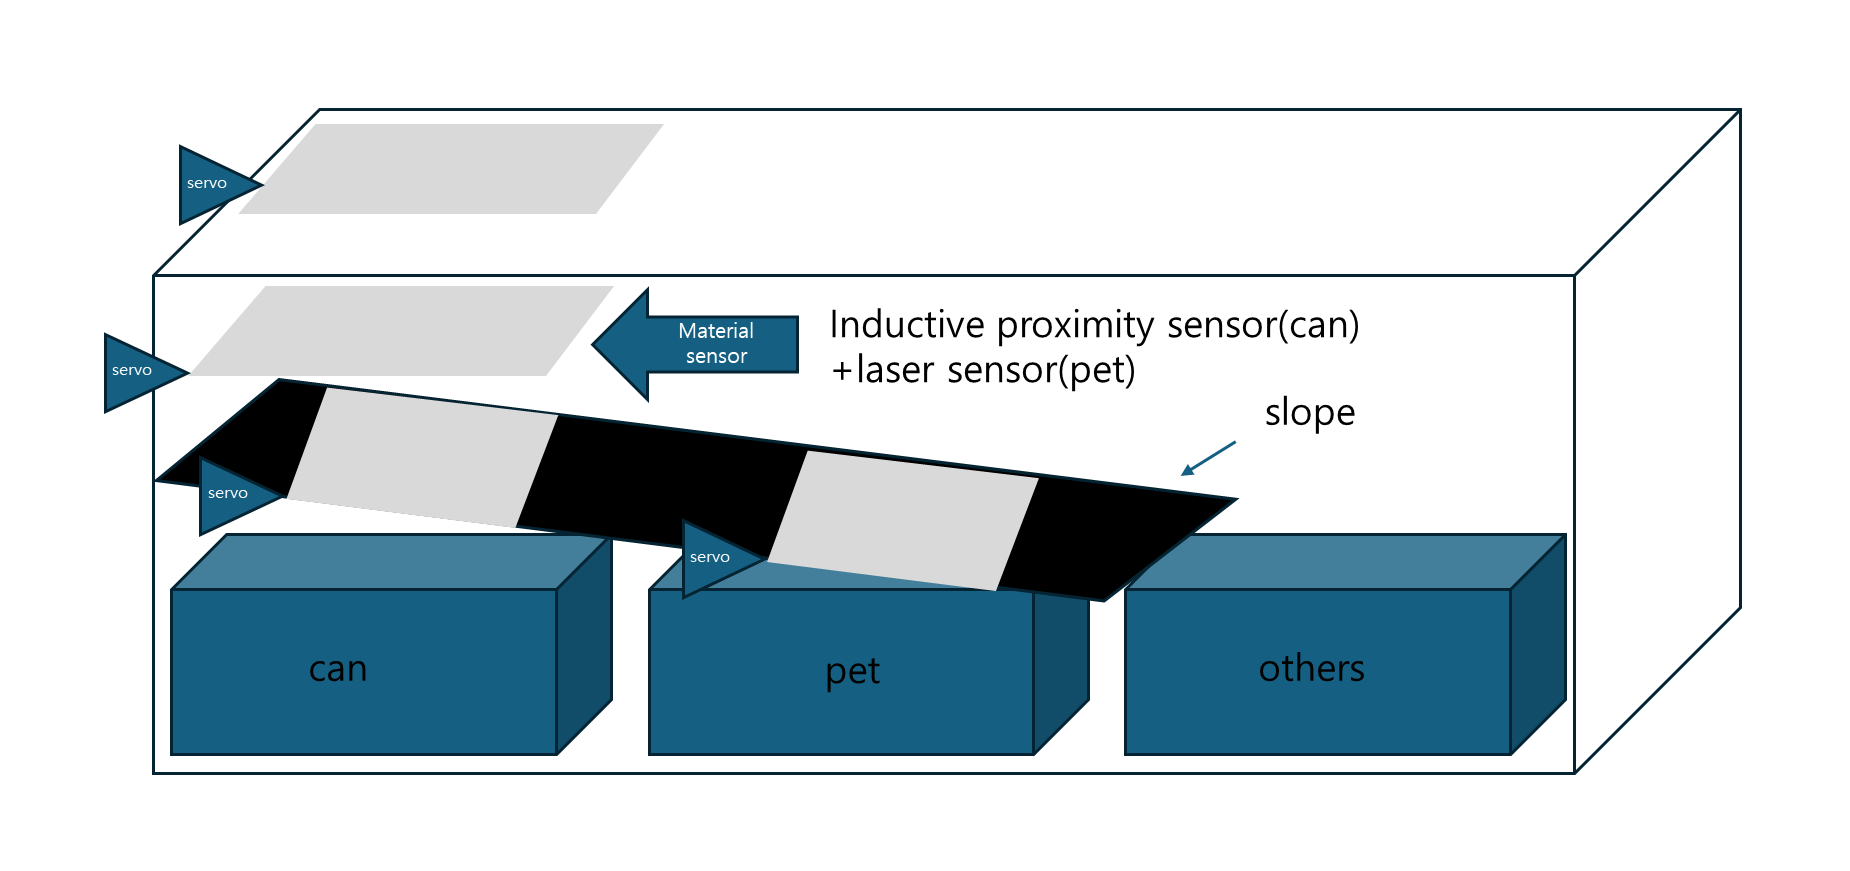 servo
Material
sensor
Inductive proximity sensor(can)
+laser sensor(pet)
servo
slope
servo
servo
can
pet
others